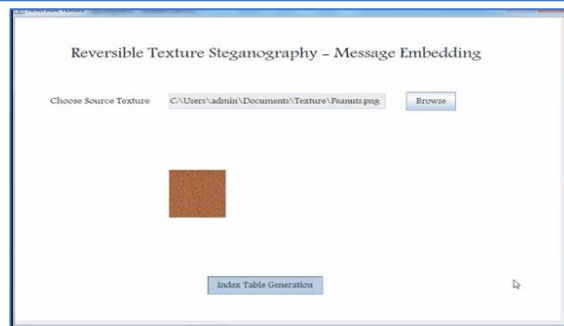 Reversible Texture Steganography - Message Embedding
Choose Source Texture C:\Users\admin\Documents\Texture\Peanuts.png Browse
Index Table Generation